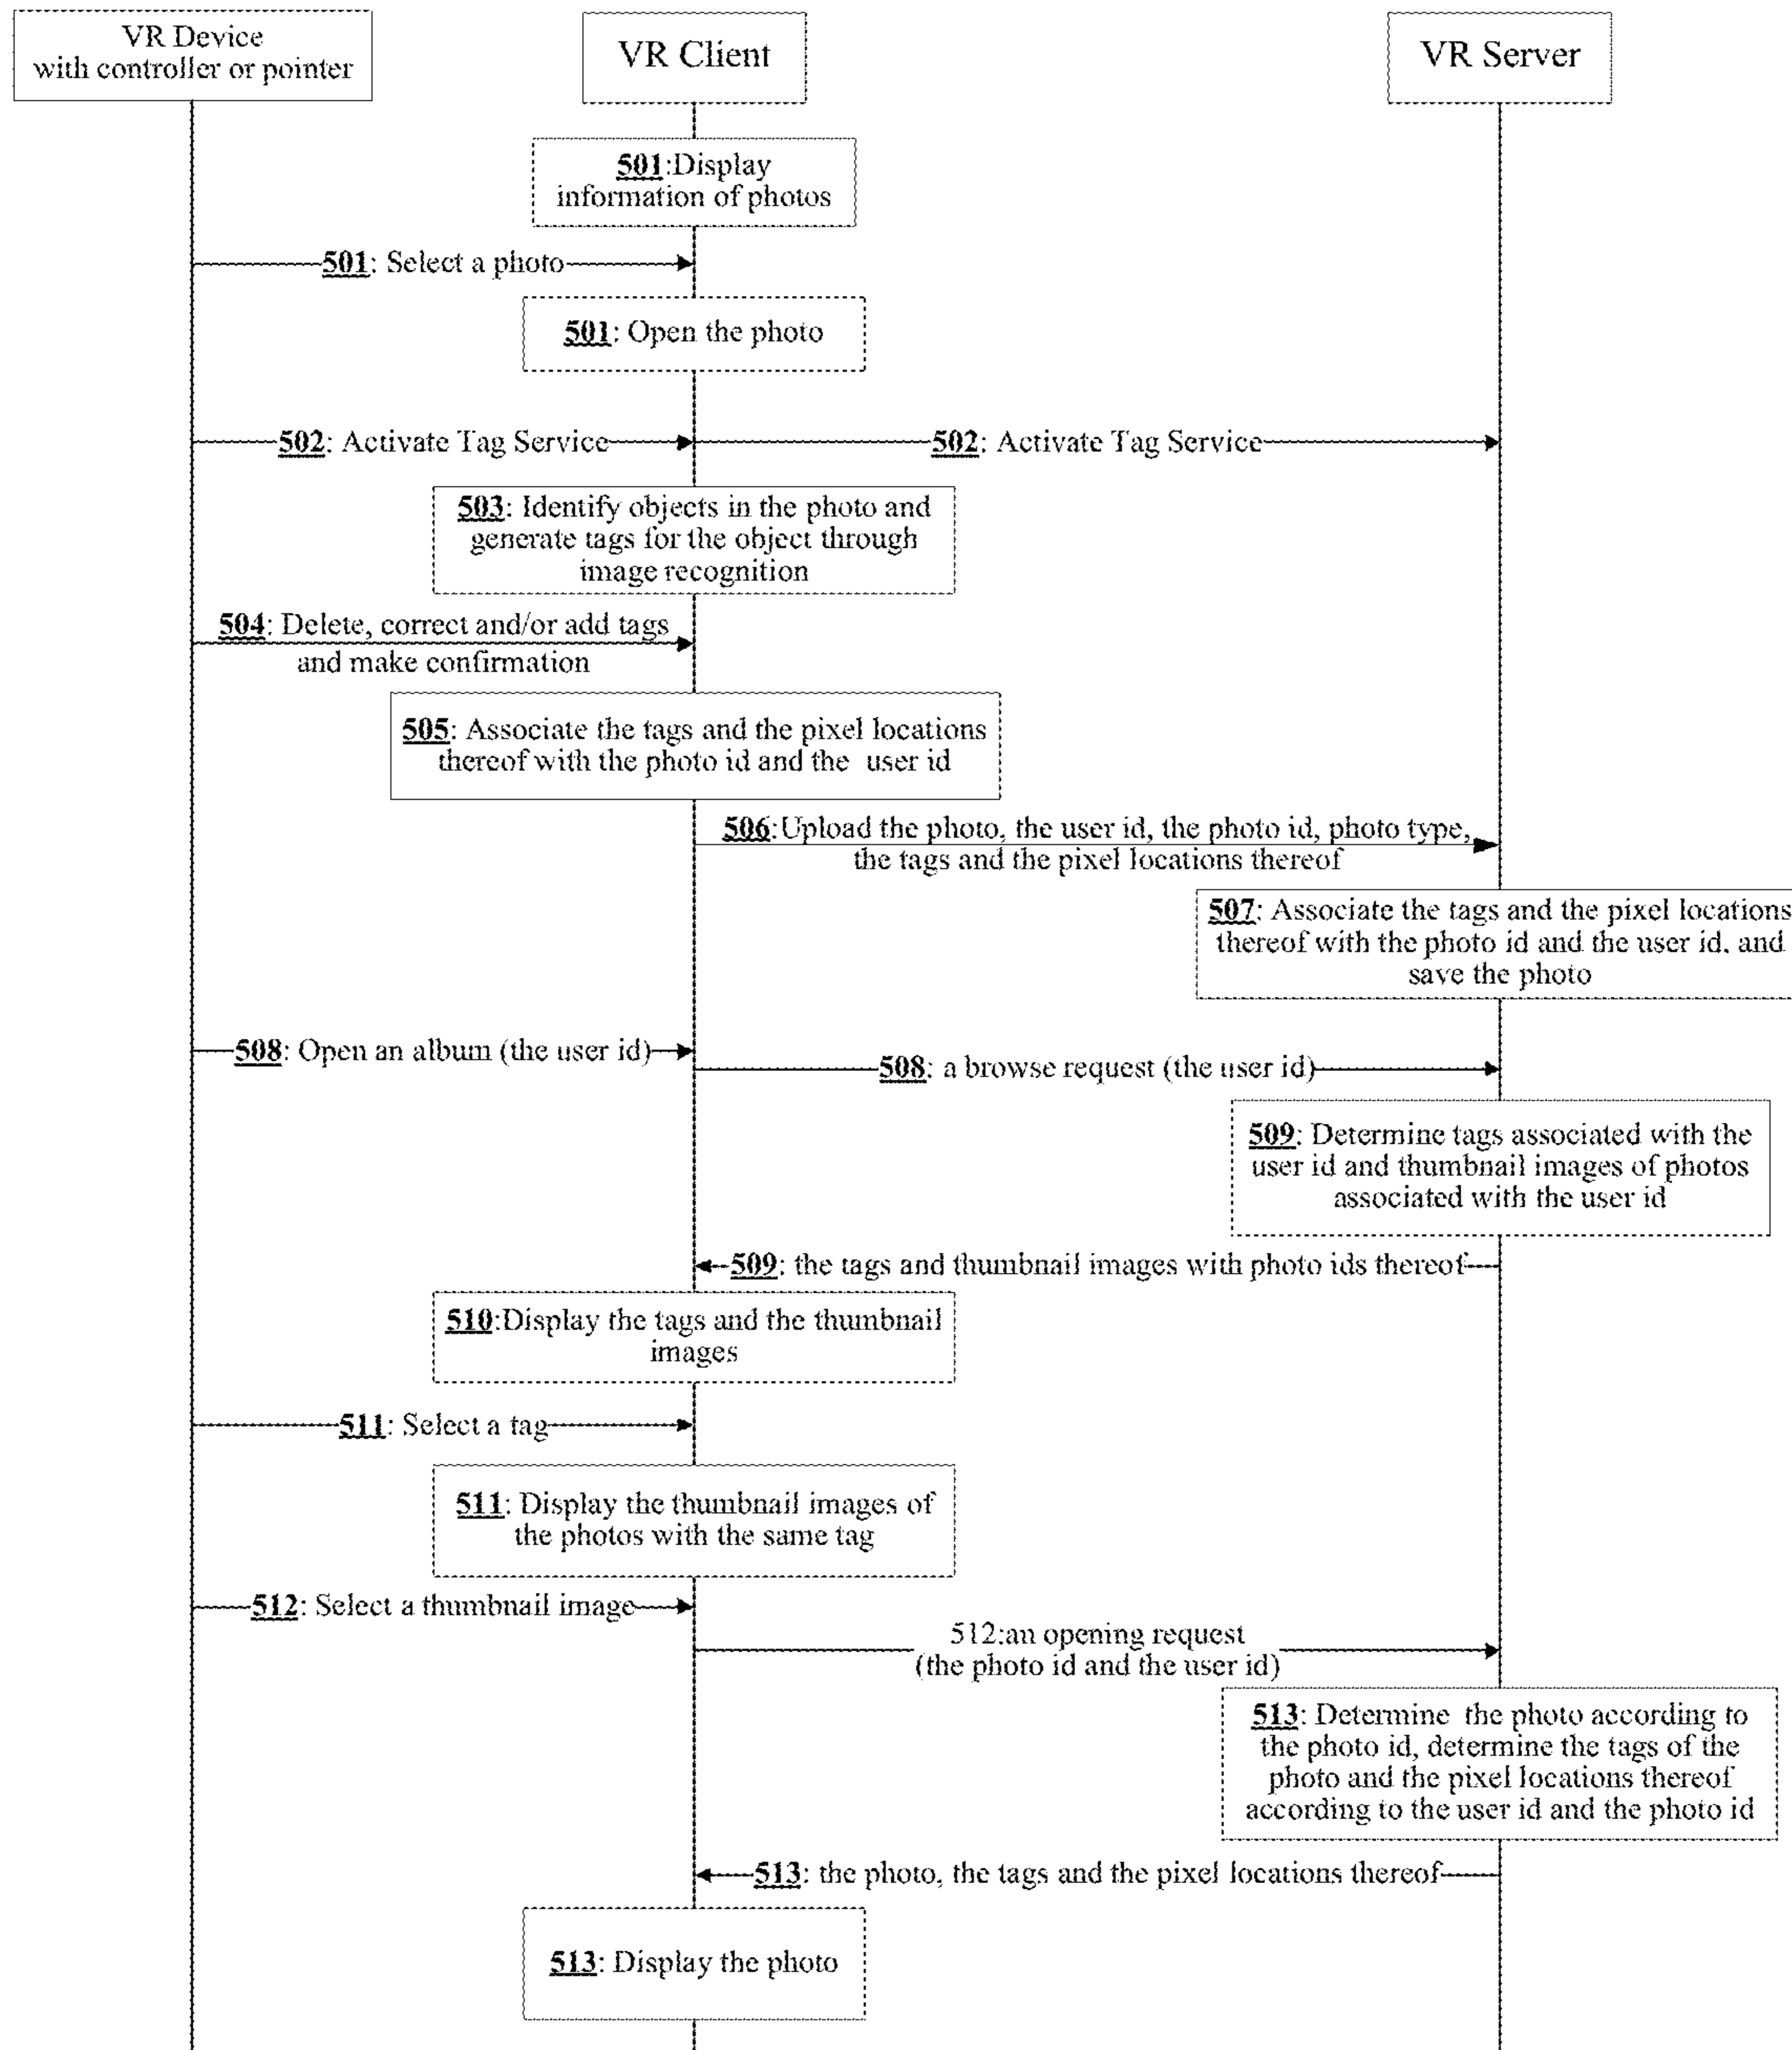 VR Device
with controller or pointer
VR Client
VR Server
501:Display
information of photos
501: Select a photo
501: Open the photo
502: Activate Tag Service
502: Activate Tag Service
503: Identify objects in the photo and
generate tags for the object through
image recognition
504: Delete, correct and/or add tags
and make confirmation
505: Associate the tags and the pixel locations
thereof with the photo id and the user id
506:Upload the photo, the user id, the photo id, photo type,
the tags and the pixel locations thereof
507: Associate the tags and the pixel locations
thereof with the photo id and the user id, and
save the photo
508: Open an album (the user id)
508: a browse request (the user id)
509: Determine tags associated with the
user id and thumbnail images of photos
associated with the user id
509: the tags and thumbnail images with photo ids thereof
510:Display the tags and the thumbnail
images
511: Select a tag
511: Display the thumbnail images of
the photos with the same tag
512: Select a thumbnail image
512:an opening request
(the photo id and the user id)
513: Determine the photo according to
the photo id, determine the tags of the
photo and the pixel locations thereof
according to the user id and the photo id
513: the photo, the tags and the pixel locations thereof
513: Display the photo